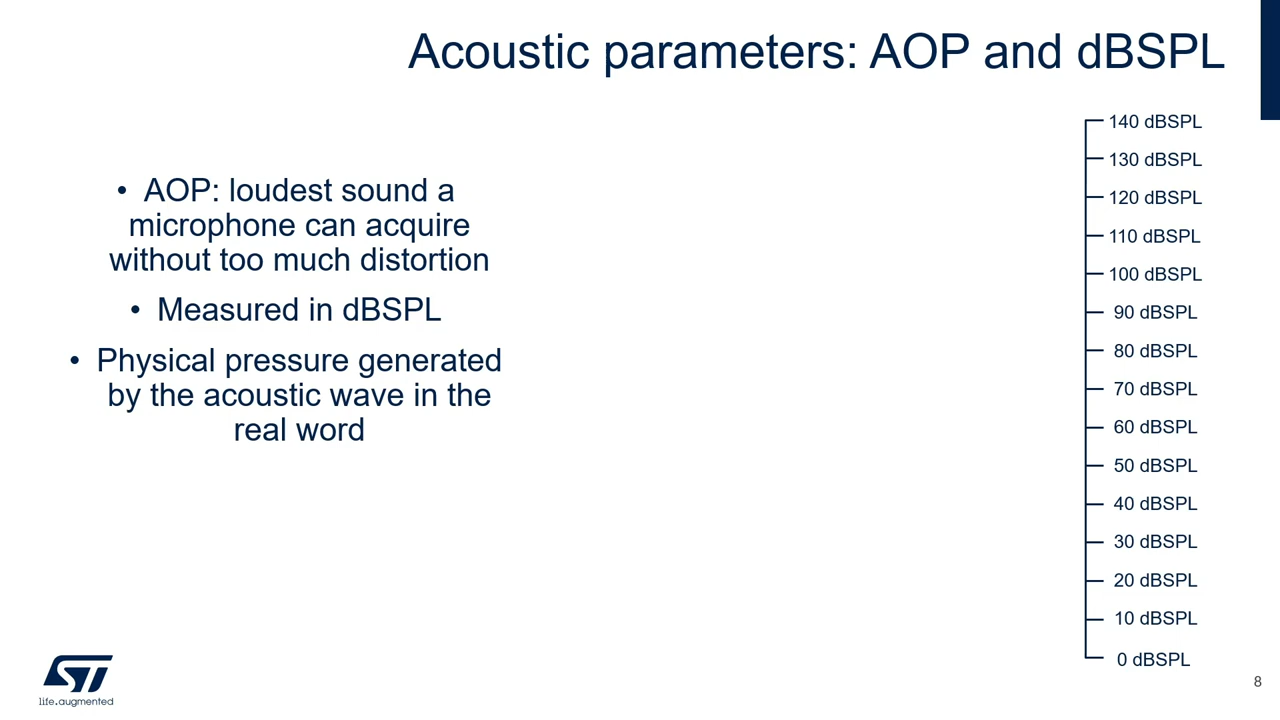 Acoustic parameters: AOP and dBSPL
• AOP: loudest sound a
microphone can acquire
without too much distortion
• Measured in dBSPL
• Physical pressure generated
by the acoustic wave in the
real word
140 dBSPL
130 dBSPL
120 dBSPL
110 dBSPL
100 dBSPL
90 dBSPL
80 dBSPL
70 dBSPL
60 dBSPL
50 dBSPL
40 dBSPL
30 dBSPL
20 dBSPL
10 dBSPL
0 dBSPL
ST
life.augmented
8